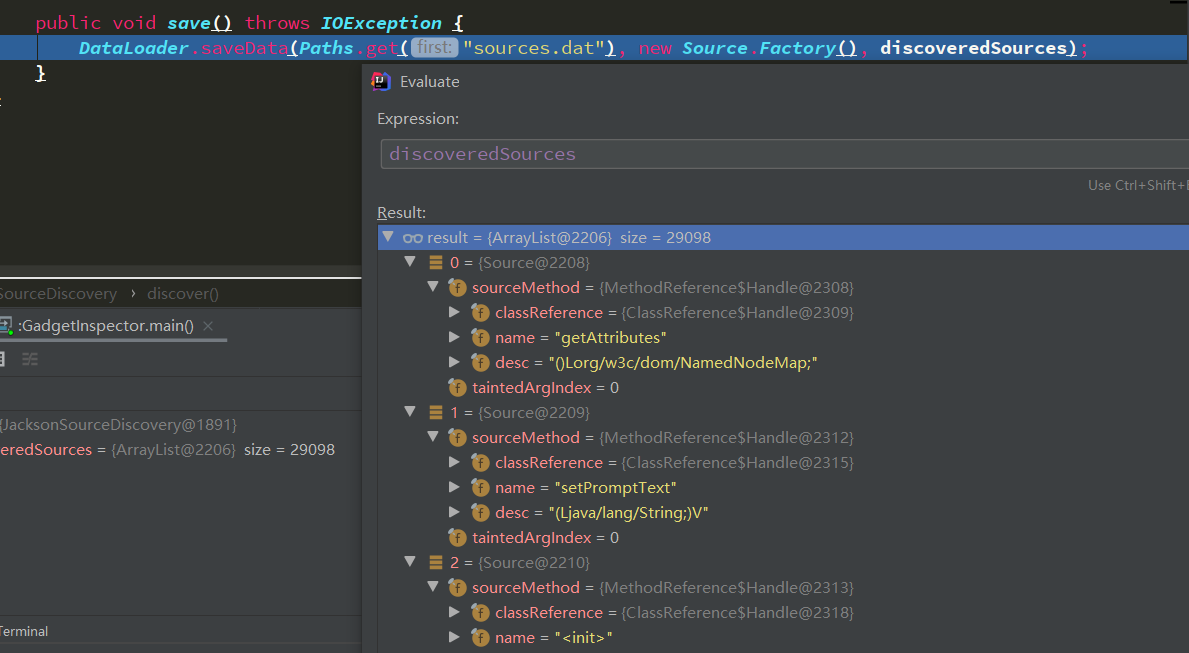 public void save() throws IOException {
DataLoader.saveData(Paths.get( first: "sources.dat"), new Source.Factory(), discoveredSources);
}
Evaluate
Expression:
discoveredSources
Use Ctrl+Shift+
Result:
result = {ArrayList@2206} size = 29098
0 = {Source@2208}
sourceMethod = {MethodReference$Handle@2308}
classReference = {ClassReference$Handle@2309}
name = "getAttributes"
desc = "()Lorg/w3c/dom/NamedNodeMap;"
taintedArgIndex = 0
1 = {Source@2209}
sourceMethod = {MethodReference$Handle@2312}
classReference = {ClassReference$Handle@2315}
name = "setPromptText"
desc = "(Ljava/lang/String;)V"
taintedArgIndex = 0
2 = {Source@2210}
sourceMethod = {MethodReference$Handle@2313}
classReference = {ClassReference$Handle@2318}
name = "<init>"
SourceDiscovery › discover()
:GadgetInspector.main() ×
{JacksonSourceDiscovery@1891}
eredSources = {ArrayList@2206} size = 29098
Terminal